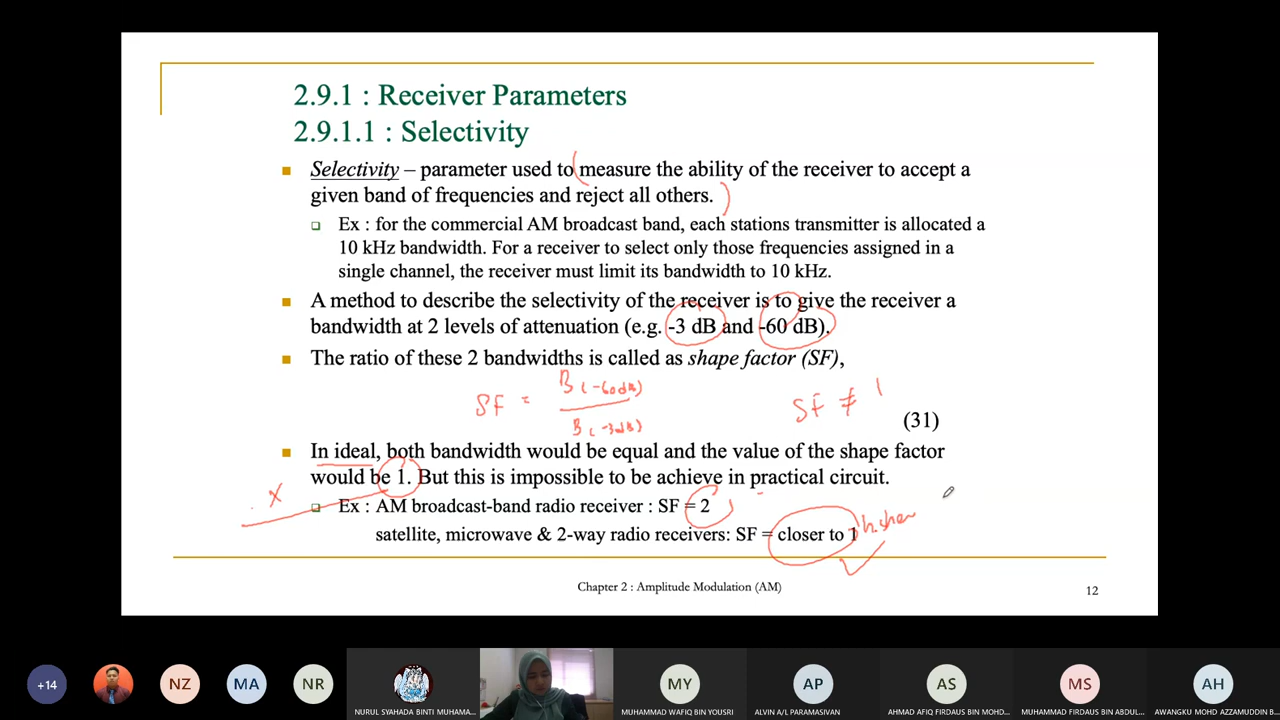 2.9.1 : Receiver Parameters
2.9.1.1 : Selectivity
Selectivity – parameter used to measure the ability of the receiver to accept a
given band of frequencies and reject all others.
Ex : for the commercial AM broadcast band, each stations transmitter is allocated a
10 kHz bandwidth. For a receiver to select only those frequencies assigned in a
single channel, the receiver must limit its bandwidth to 10 kHz.
A method to describe the selectivity of the receiver is to give the receiver a
bandwidth at 2 levels of attenuation (e.g. -3 dB and -60 dB).
The ratio of these 2 bandwidths is called as shape factor (SF),
SF = B (-60dB)
B (-3dB)
SF ≠ 1
(31)
In ideal, both bandwidth would be equal and the value of the shape factor
would be 1. But this is impossible to be achieve in practical circuit.
x
Ex : AM broadcast-band radio receiver : SF = 2
satellite, microwave & 2-way radio receivers: SF = closer to 1
Chapter 2 : Amplitude Modulation (AM)
12
+14
NZ
MA
NR
MY
AP
AS
MS
AH
NURUL SYAHADA BINTI MUHAMA...
MUHAMMAD WAFIQ BIN YOUSRI
ALVIN A/L PARAMASIVAN
AHMAD AFIQ FIRDAUS BIN MOHD...
MUHAMMAD FIRDAUS BIN ABDUL...
AWANGKU MOHD AZZAMUDDIN B...